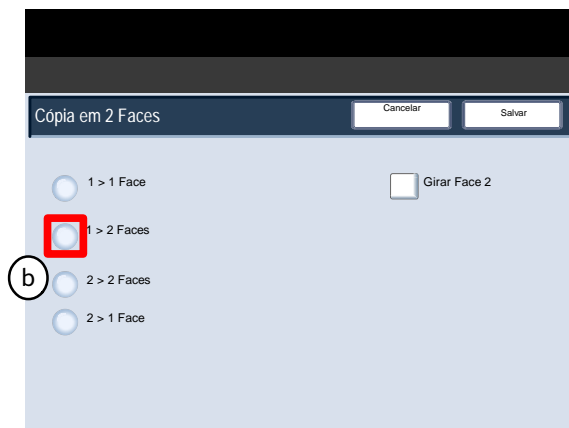 Cópia em 2 Faces
Cancelar
Salvar
1 > 1 Face
Girar Face 2
1 > 2 Faces
b
2 > 2 Faces
2 > 1 Face